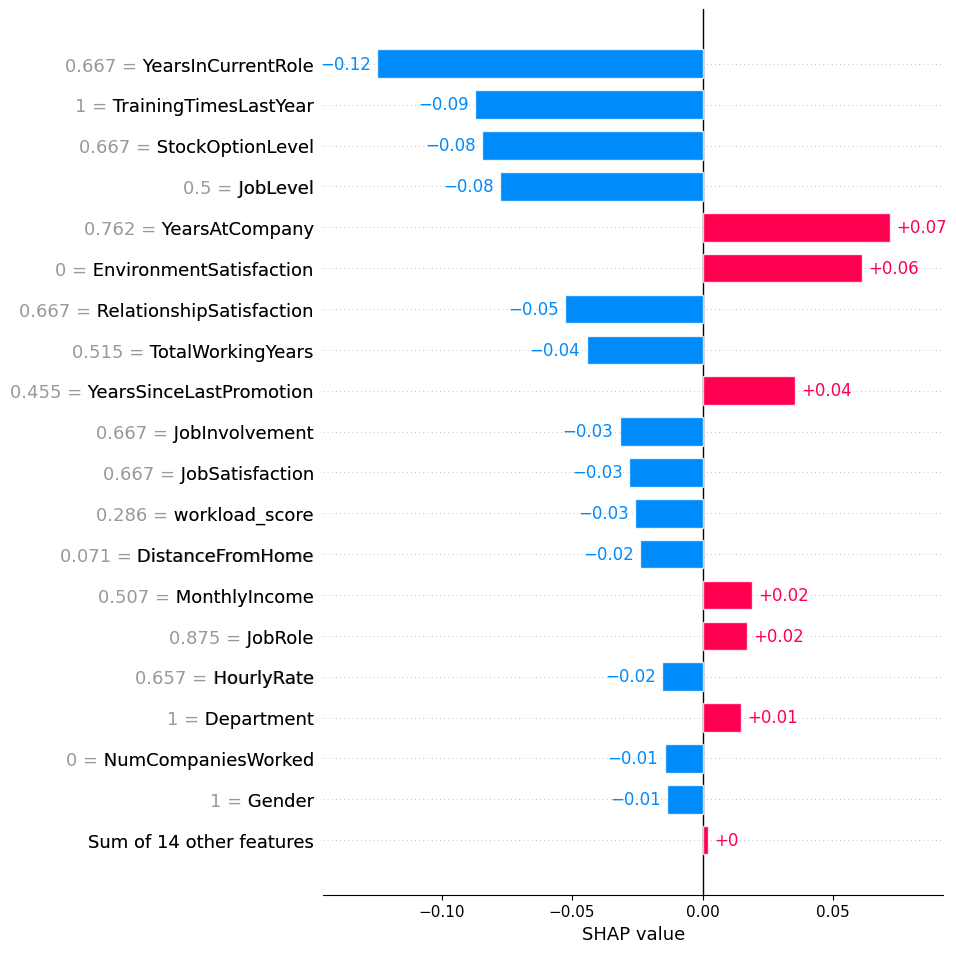 0.667 = YearsInCurrentRole −0.12
1 = TrainingTimesLastYear −0.09
0.667 = StockOptionLevel −0.08
0.5 = JobLevel −0.08
0.762 = YearsAtCompany +0.07
0 = EnvironmentSatisfaction +0.06
0.667 = RelationshipSatisfaction −0.05
0.515 = TotalWorkingYears −0.04
0.455 = YearsSinceLastPromotion +0.04
0.667 = JobInvolvement −0.03
0.667 = JobSatisfaction −0.03
0.286 = workload_score −0.03
0.071 = DistanceFromHome −0.02
0.507 = MonthlyIncome +0.02
0.875 = JobRole +0.02
0.657 = HourlyRate −0.02
1 = Department +0.01
0 = NumCompaniesWorked −0.01
1 = Gender −0.01
Sum of 14 other features +0
−0.10 −0.05 0.00 0.05
SHAP value